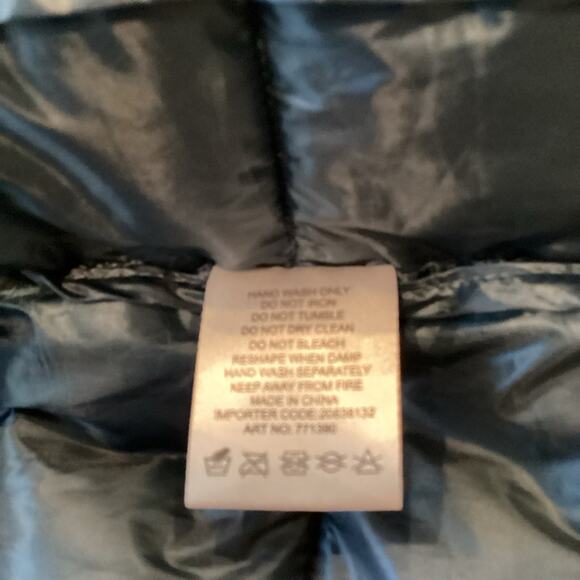 HAND WASH ONLY
DO NOT IRON
DO NOT TUMBLE
DO NOT DRY CLEAN
DO NOT BLEACH
RESHAPE WHEN DAMP
HAND WASH SEPARATELY
KEEP AWAY FROM FIRE
MADE IN CHINA
IMPORTER CODE:20838132
ART NO: 771390